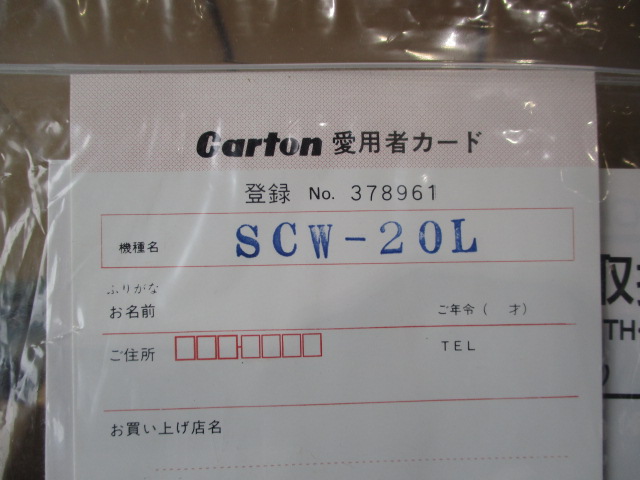 Carton 愛用者カード
登録 No. 378961
機種名 SCW-20L
ふりがな
お名前 ご年令( 才)
ご住所 TEL
お買い上げ店名
取
TH-